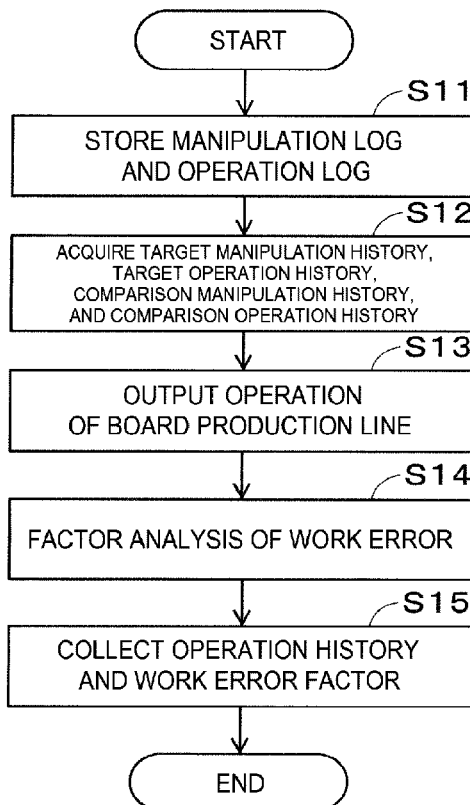 START
S11
STORE MANIPULATION LOG
AND OPERATION LOG
S12
ACQUIRE TARGET MANIPULATION HISTORY,
TARGET OPERATION HISTORY,
COMPARISON MANIPULATION HISTORY,
AND COMPARISON OPERATION HISTORY
S13
OUTPUT OPERATION
OF BOARD PRODUCTION LINE
S14
FACTOR ANALYSIS OF WORK ERROR
S15
COLLECT OPERATION HISTORY
AND WORK ERROR FACTOR
END